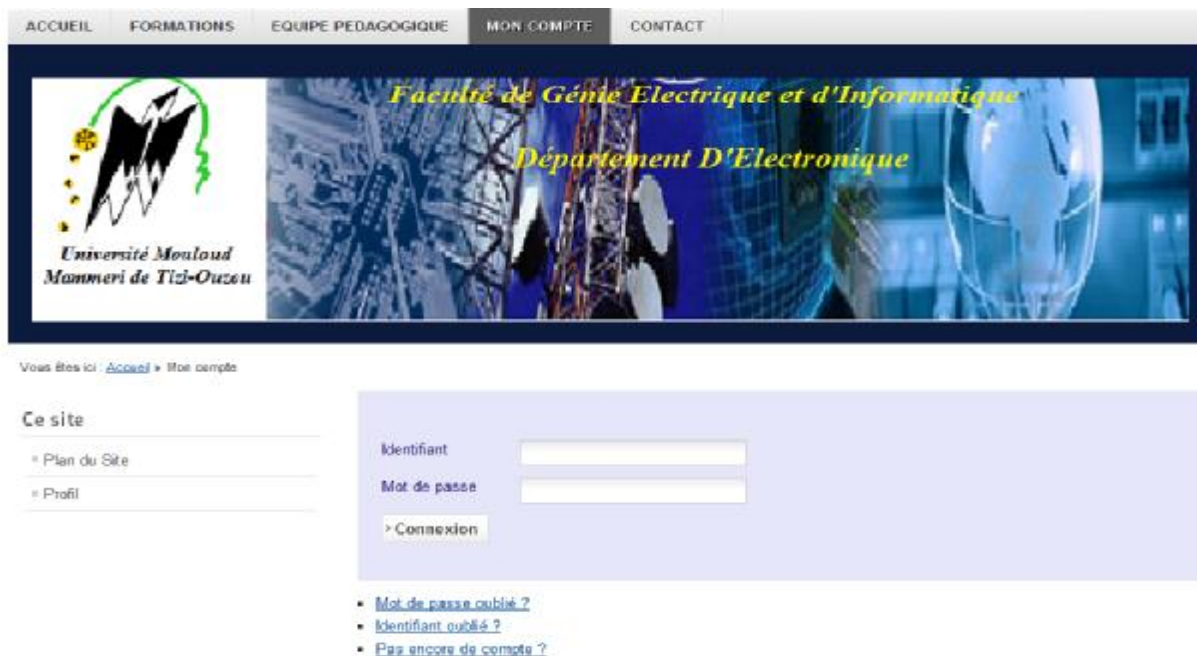 ACCUEIL FORMATIONS EQUIPE PEDAGOGIQUE MON COMPTE CONTACT
Faculté de Génie Electrique et d'Informatique
Département D'Electronique
Université Mouloud
Mammeri de Tizi-Ouzou
Vous êtes ici : Accueil » Mon compte
Ce site
Plan du Site
Profil
Identifiant
Mot de passe
› Connexion
Mot de passe oublié ?
Identifiant oublié ?
Pas encore de compte ?